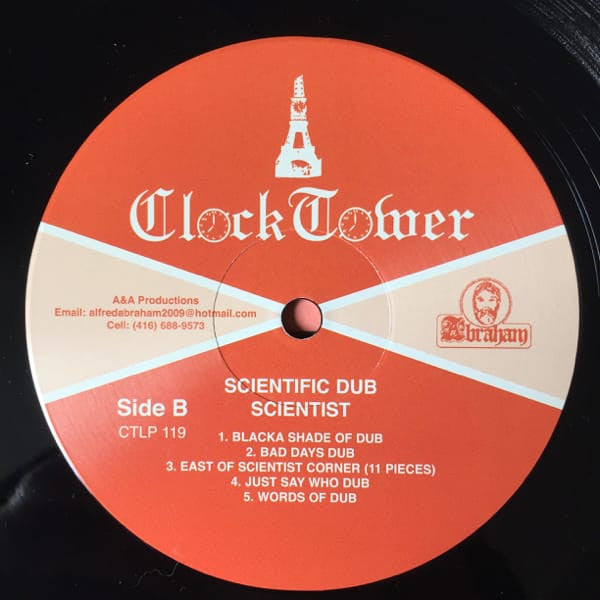 Clock Tower
A&A Productions
Email: alfredabraham2009@hotmail.com
Cell: (416) 688-9573
Abraham
Side B
CTLP 119
SCIENTIFIC DUB
SCIENTIST
1. BLACKA SHADE OF DUB
2. BAD DAYS DUB
3. EAST OF SCIENTIST CORNER (11 PIECES)
4. JUST SAY WHO DUB
5. WORDS OF DUB